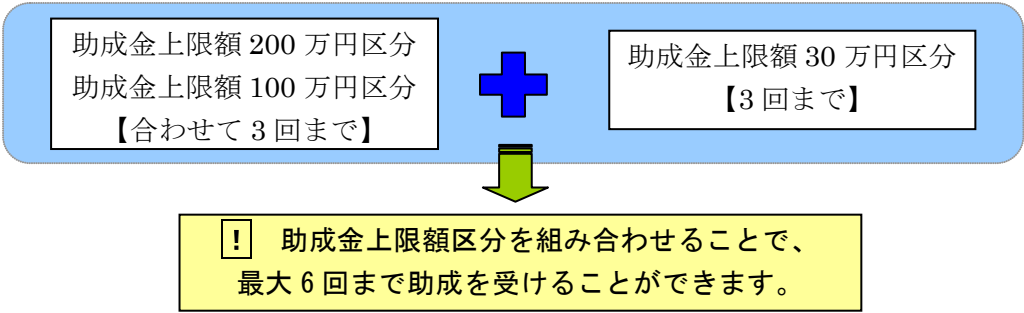 助成金上限額 200 万円区分
助成金上限額 100 万円区分
【合わせて 3 回まで】
助成金上限額 30 万円区分
【3 回まで】
! 助成金上限額区分を組み合わせることで、
最大 6 回まで助成を受けることができます。